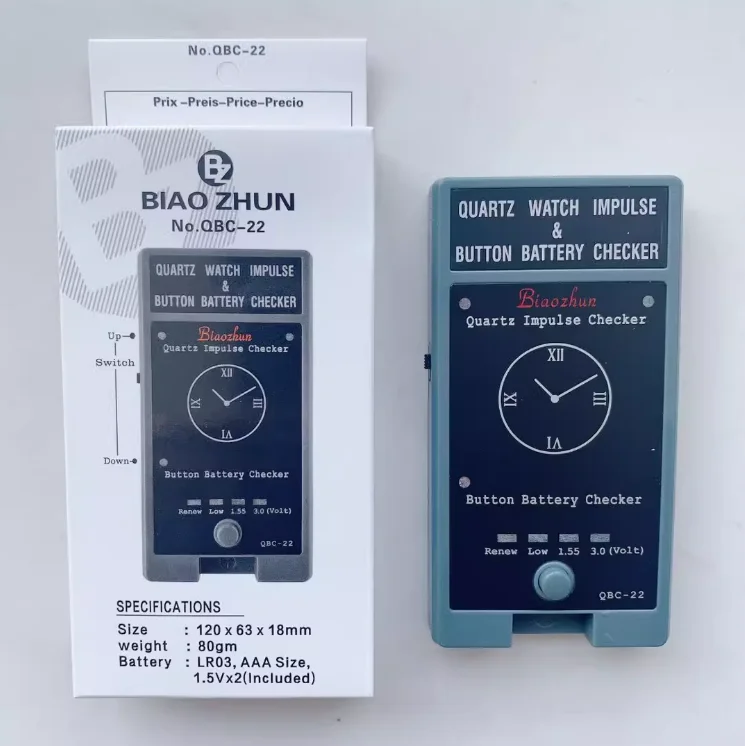 No.QBC-22
Prix -Preis-Price-Precio
BZ
BIAO ZHUN
No.QBC-22
QUARTZ WATCH IMPULSE
&
BUTTON BATTERY CHECKER
Up
Switch
Down
Biaozhun
Quartz Impulse Checker
XII
III
VI
IX
Button Battery Checker
Renew Low 1.55 3.0 (Volt)
QBC-22
SPECIFICATIONS
Size : 120 x 63 x 18mm
weight : 80gm
Battery : LR03, AAA Size,
1.5Vx2(Included)
QUARTZ WATCH IMPULSE
&
BUTTON BATTERY CHECKER
Biaozhun
Quartz Impulse Checker
XII
III
VI
IX
Button Battery Checker
Renew Low 1.55 3.0 (Volt)
QBC-22